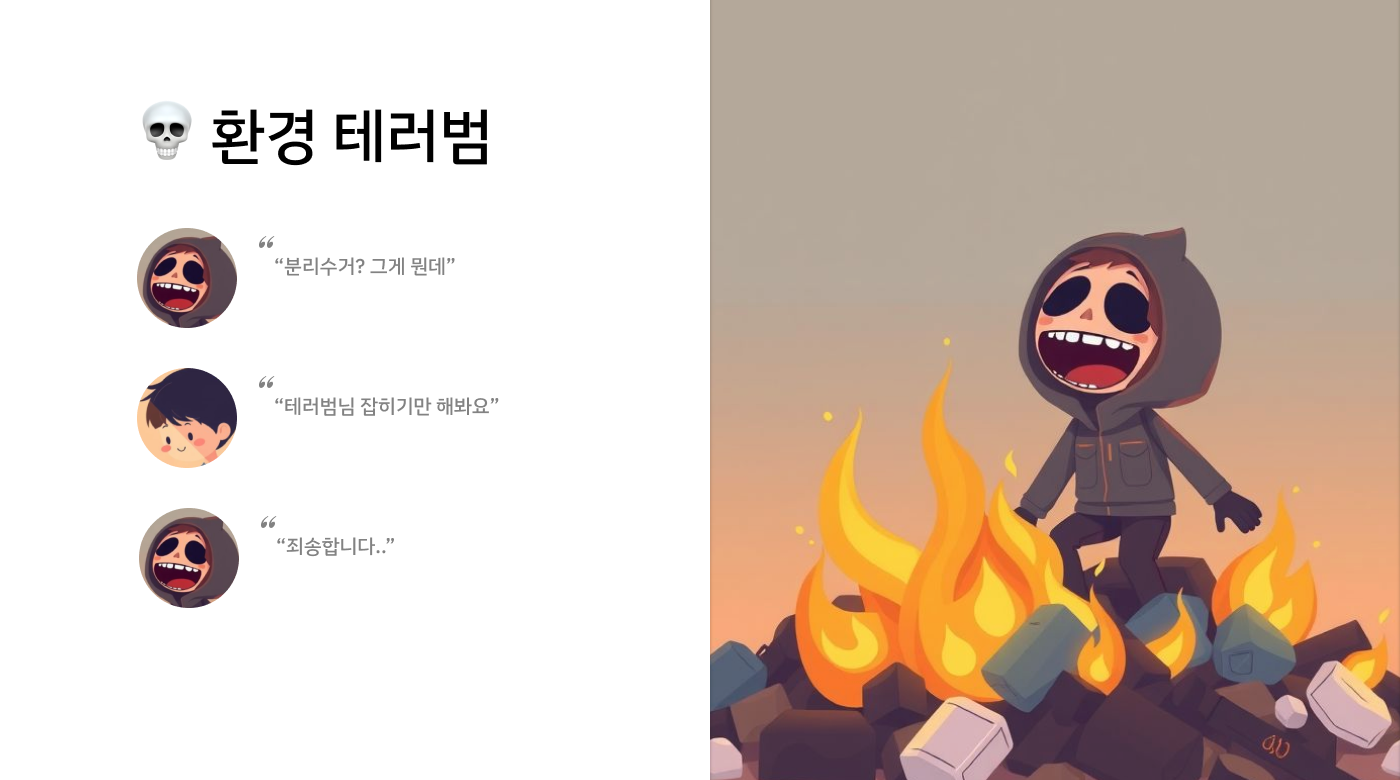 💀 환경 테러범
“
“분리수거? 그게 뭔데”
“
“테러범님 잡히기만 해봐요”
“
“죄송합니다..”